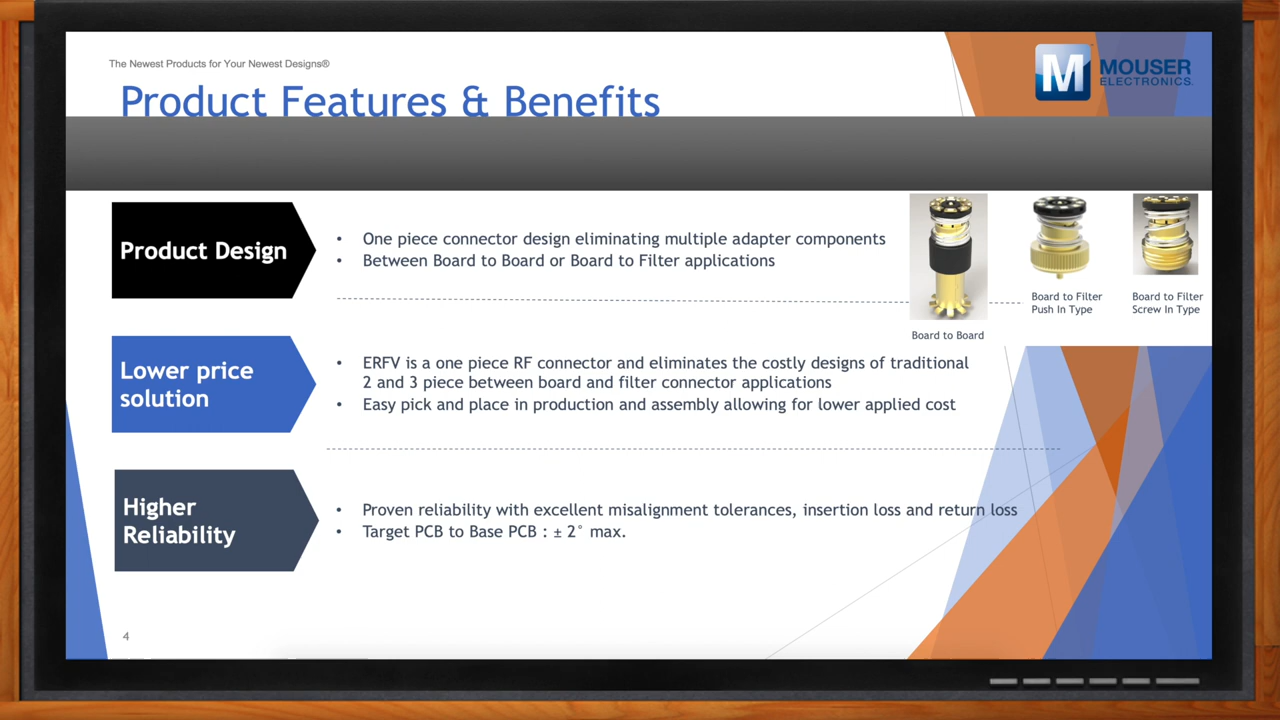 The Newest Products for Your Newest Designs®
Product Features & Benefits
M MOUSER
ELECTRONICS.
Product Design
• One piece connector design eliminating multiple adapter components
• Between Board to Board or Board to Filter applications
Board to Board
Board to Filter
Push In Type
Board to Filter
Screw In Type
Lower price
solution
• ERFV is a one piece RF connector and eliminates the costly designs of traditional
2 and 3 piece between board and filter connector applications
• Easy pick and place in production and assembly allowing for lower applied cost
Higher
Reliability
• Proven reliability with excellent misalignment tolerances, insertion loss and return loss
• Target PCB to Base PCB : ± 2° max.
4